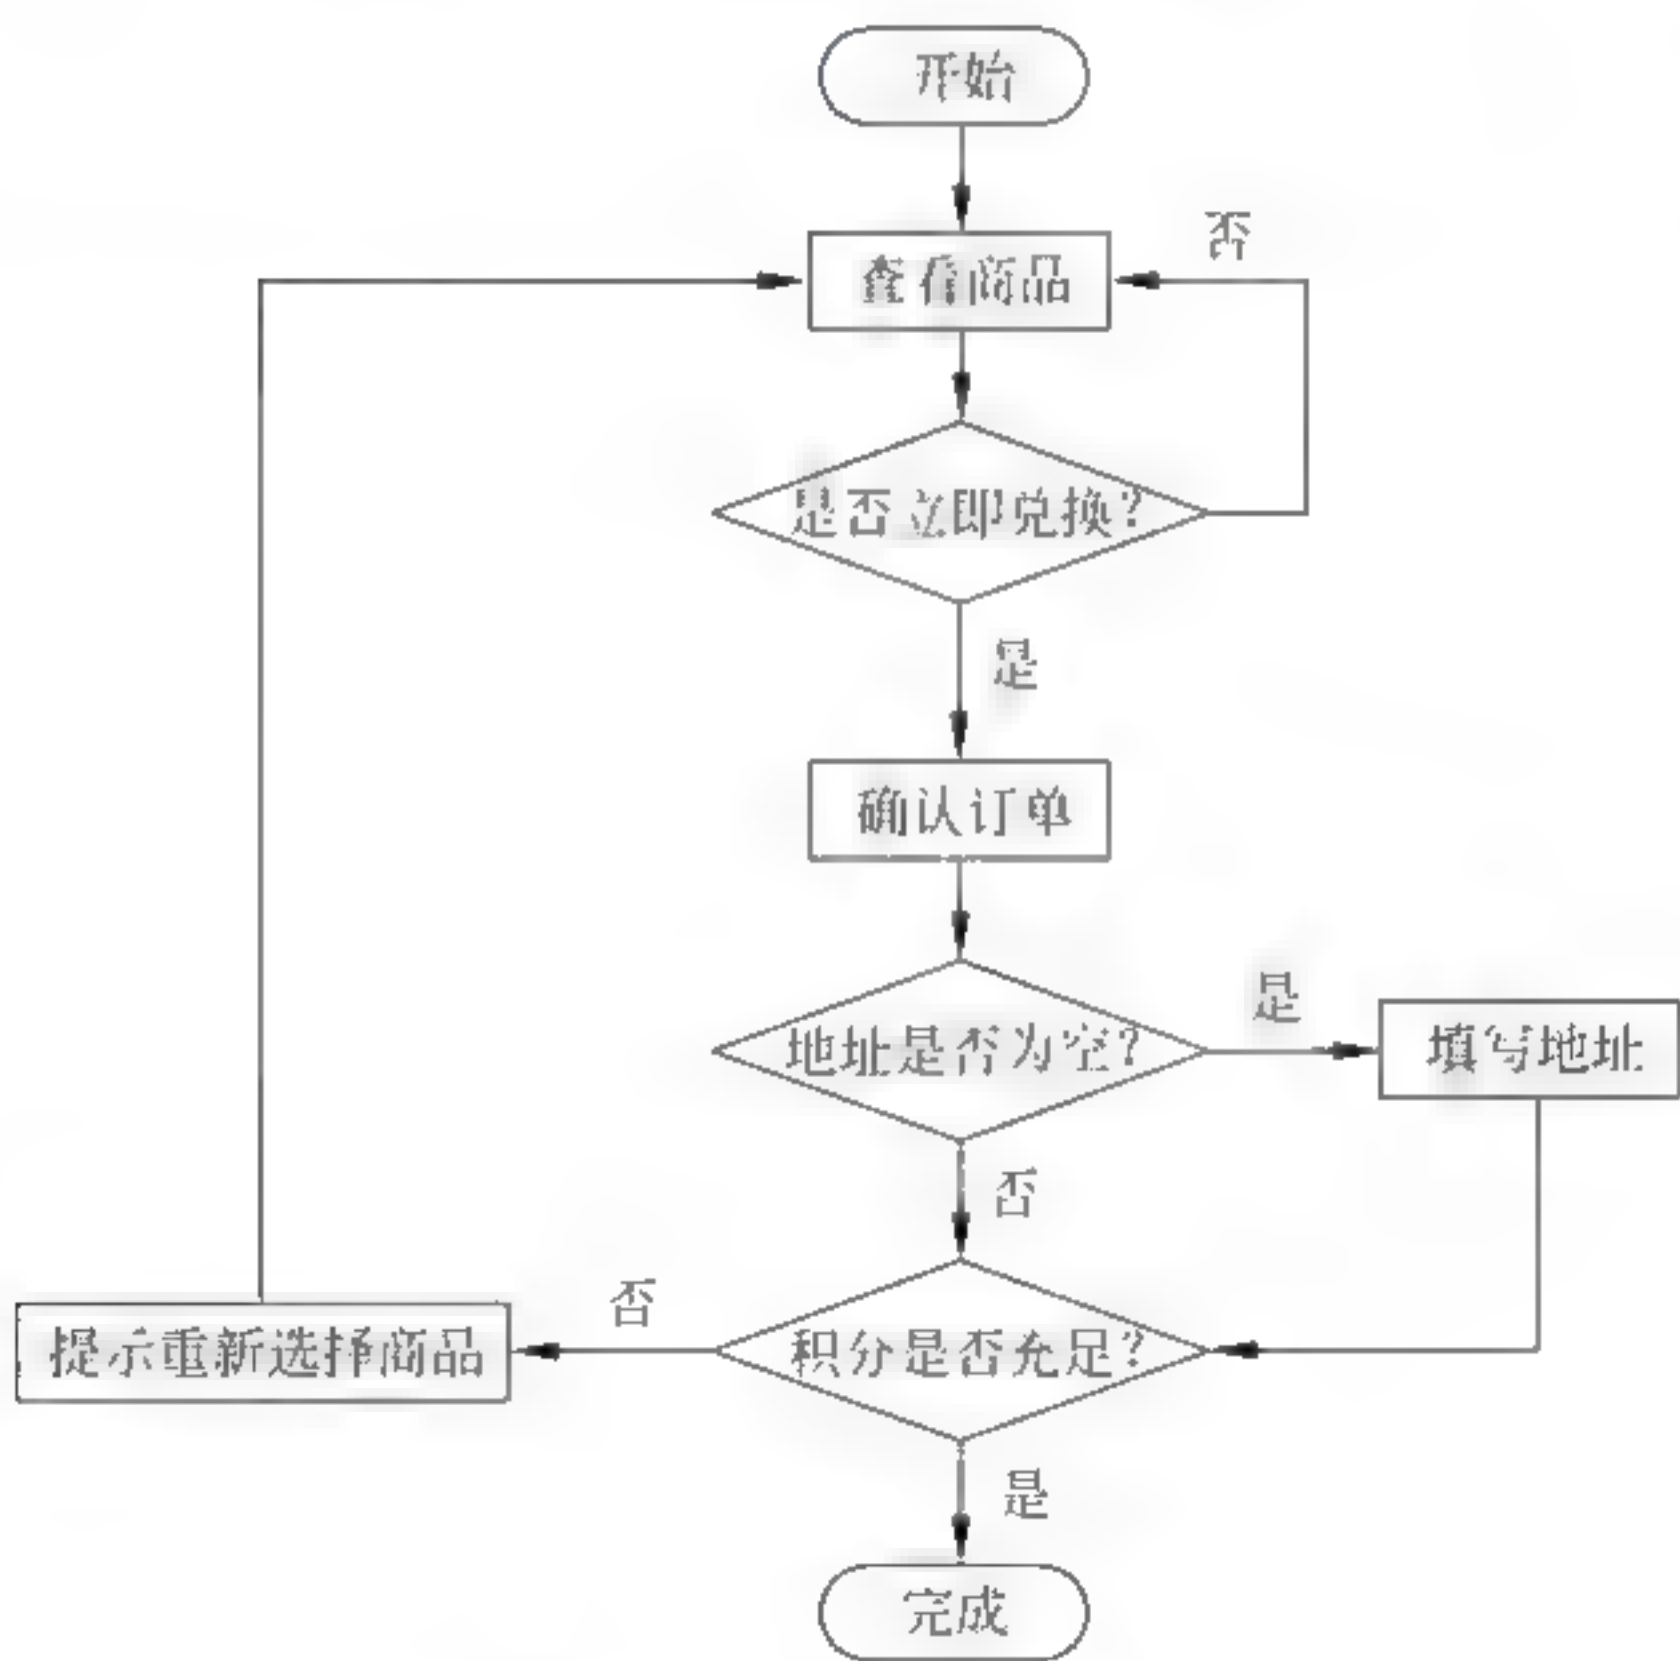 开始
否
查看商品
是否立即兑换?
是
确认订单
是
地址是否为空?
填写地址
否
否
提示重新选择商品
积分是否充足?
是
完成